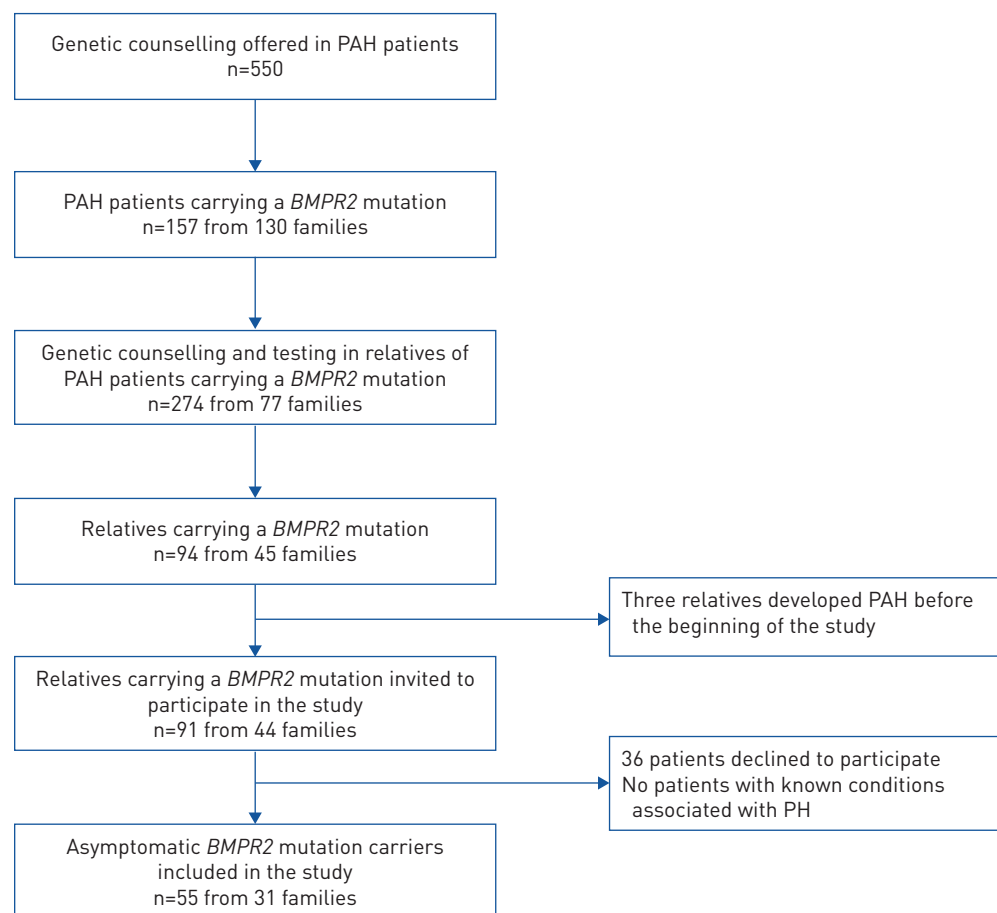 Genetic counselling offered in PAH patients
n=550
PAH patients carrying a BMPR2 mutation
n=157 from 130 families
Genetic counselling and testing in relatives of
PAH patients carrying a BMPR2 mutation
n=274 from 77 families
Relatives carrying a BMPR2 mutation
n=94 from 45 families
Three relatives developed PAH before
the beginning of the study
Relatives carrying a BMPR2 mutation invited to
participate in the study
n=91 from 44 families
36 patients declined to participate
No patients with known conditions
associated with PH
Asymptomatic BMPR2 mutation carriers
included in the study
n=55 from 31 families